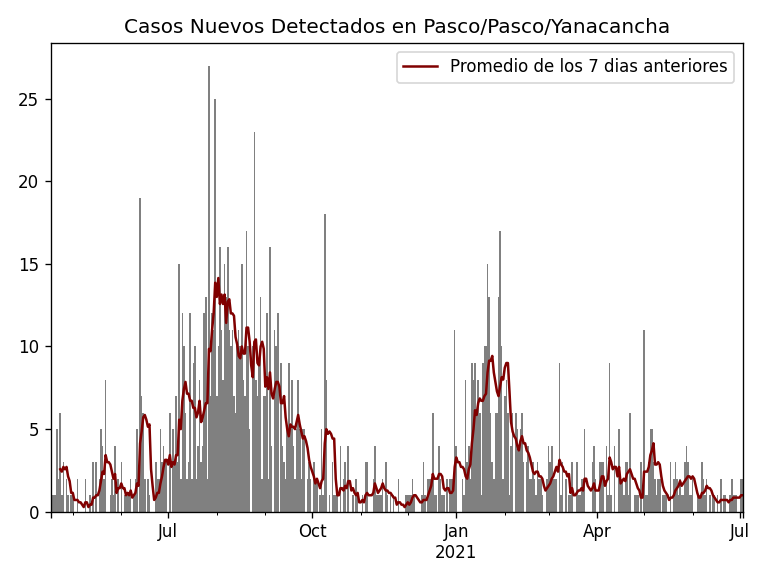 Casos Nuevos Detectados en Pasco/Pasco/Yanacancha
Promedio de los 7 dias anteriores
25
20
15
10
5
0
Jul
Oct
Jan
2021
Apr
Jul